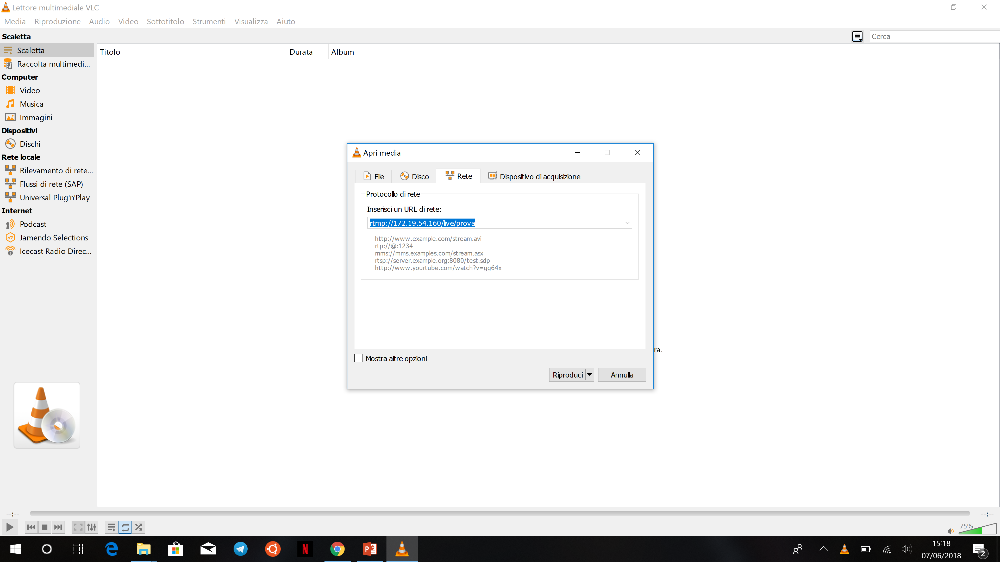 Lettore multimediale VLC
Media Riproduzione Audio Video Sottotitolo Strumenti Visualizza Aiuto
Scaletta
Cerca
Scaletta
Raccolta multimedi...
Computer
Video
Musica
Immagini
Dispositivi
Dischi
Rete locale
Rilevamento di rete...
Flussi di rete (SAP)
Universal Plug'n'Play
Internet
Podcast
Jamendo Selections
Icecast Radio Direc...
Titolo Durata Album
Apri media
File Disco Rete Dispositivo di acquisizione
Protocollo di rete
Inserisci un URL di rete:
rtmp://172.19.54.160/live/prova
http://www.example.com/stream.avi
rtp://@:1234
mms://mms.examples.com/stream.asx
rtsp://server.example.org:8080/test.sdp
http://www.yourtube.com/watch?v=gg64x
ra.
Mostra altre opzioni
Riproduci Annulla
--:-- --:--
75%
15:18
07/06/2018
2